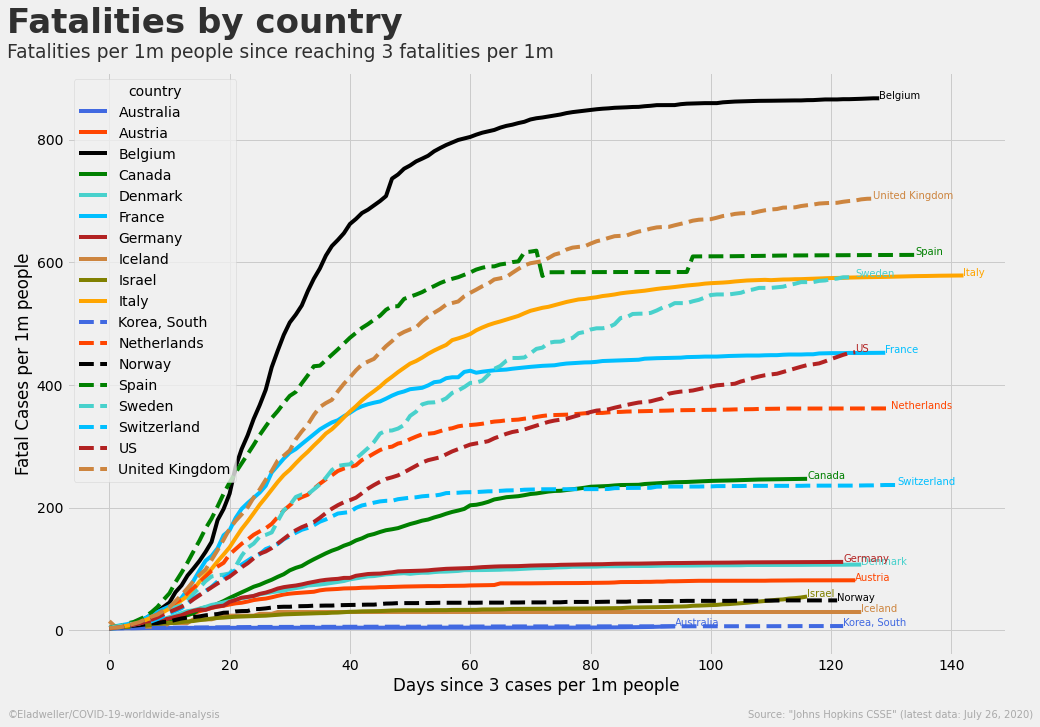 Fatalities by country
Fatalities per 1m people since reaching 3 fatalities per 1m
country
Australia
Austria
Belgium
Canada
Denmark
France
Germany
Iceland
Israel
Italy
Korea, South
Netherlands
Norway
Spain
Sweden
Switzerland
US
United Kingdom
Fatal Cases per 1m people
800
600
400
200
0
Belgium
United Kingdom
Spain
Sweden
Italy
US
France
Netherlands
Canada
Switzerland
Germany
Denmark
Austria
Israel
Norway
Iceland
Australia
Korea, South
0 20 40 60 80 100 120 140
Days since 3 cases per 1m people
©Eladweller/COVID-19-worldwide-analysis
Source: "Johns Hopkins CSSE" (latest data: July 26, 2020)